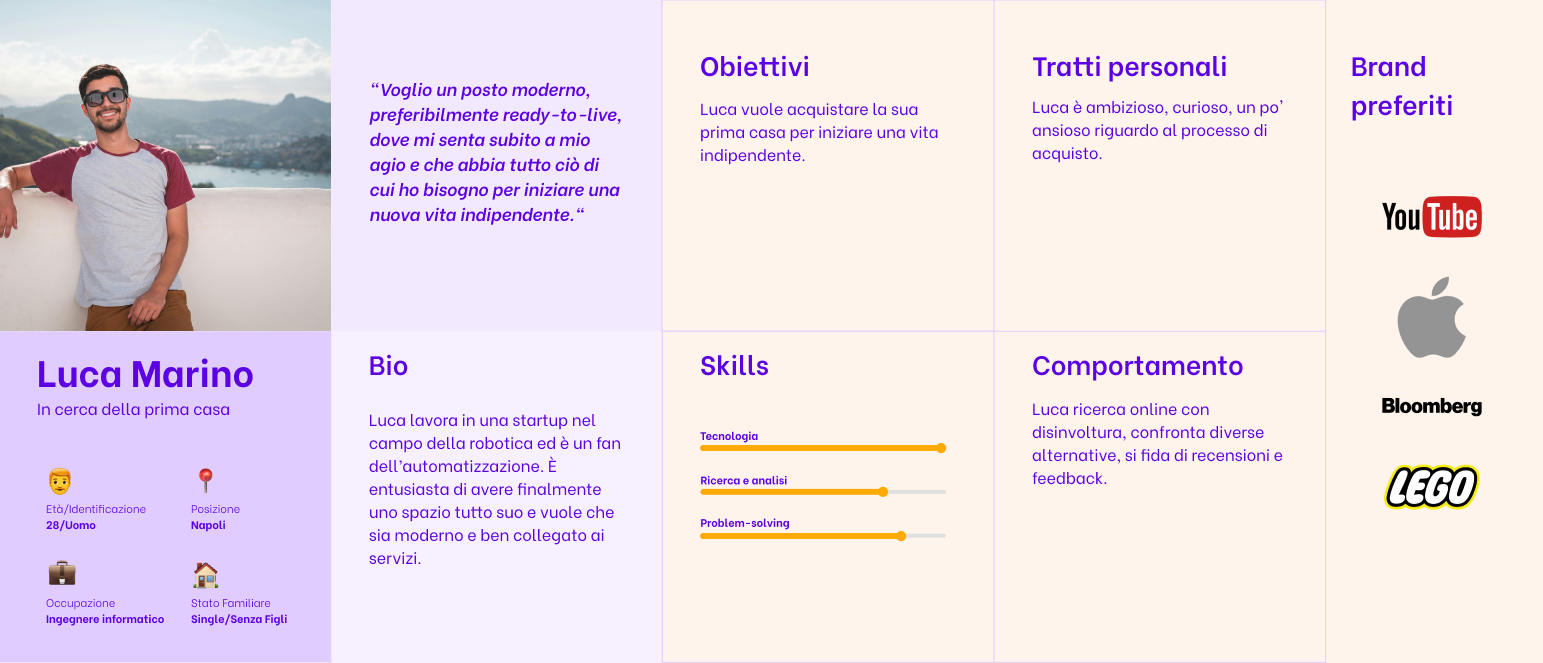 “Voglio un posto moderno,
preferibilmente ready-to-live,
dove mi senta subito a mio
agio e che abbia tutto ciò di
cui ho bisogno per iniziare una
nuova vita indipendente.“
Obiettivi
Luca vuole acquistare la sua
prima casa per iniziare una vita
indipendente.
Tratti personali
Luca è ambizioso, curioso, un po’
ansioso riguardo al processo di
acquisto.
Brand
preferiti
YouTube
Bloomberg
LEGO
Luca Marino
In cerca della prima casa
Età/Identificazione
28/Uomo
Posizione
Napoli
Occupazione
Ingegnere informatico
Stato Familiare
Single/Senza Figli
Bio
Luca lavora in una startup nel
campo della robotica ed è un fan
dell’automatizzazione. È
entusiasta di avere finalmente
uno spazio tutto suo e vuole che
sia moderno e ben collegato ai
servizi.
Skills
Tecnologia
Ricerca e analisi
Problem-solving
Comportamento
Luca ricerca online con
disinvoltura, confronta diverse
alternative, si fida di recensioni e
feedback.